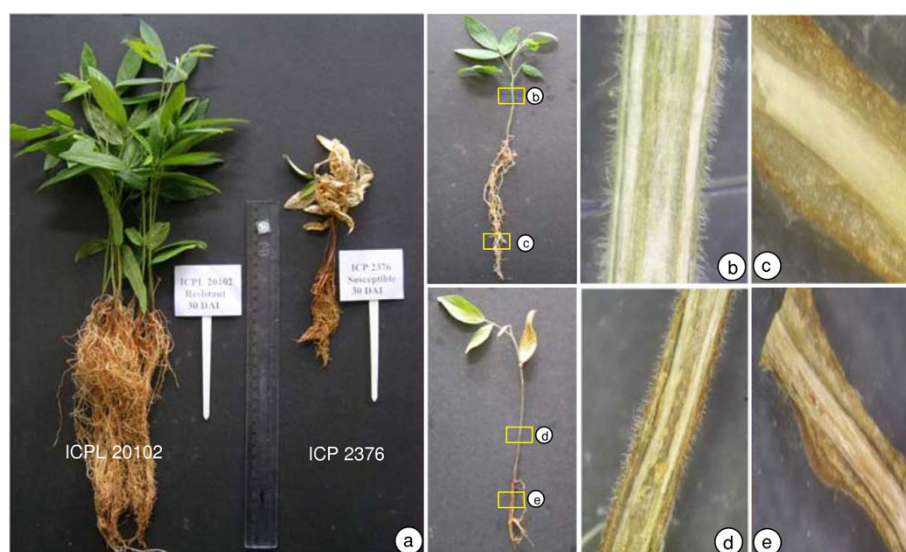 ICPL 20102
Resistant
30 DAI
ICP 2376
Susceptible
30 DAI
ICPL 20102
ICP 2376
a
b
c
b
c
d
e
d
e